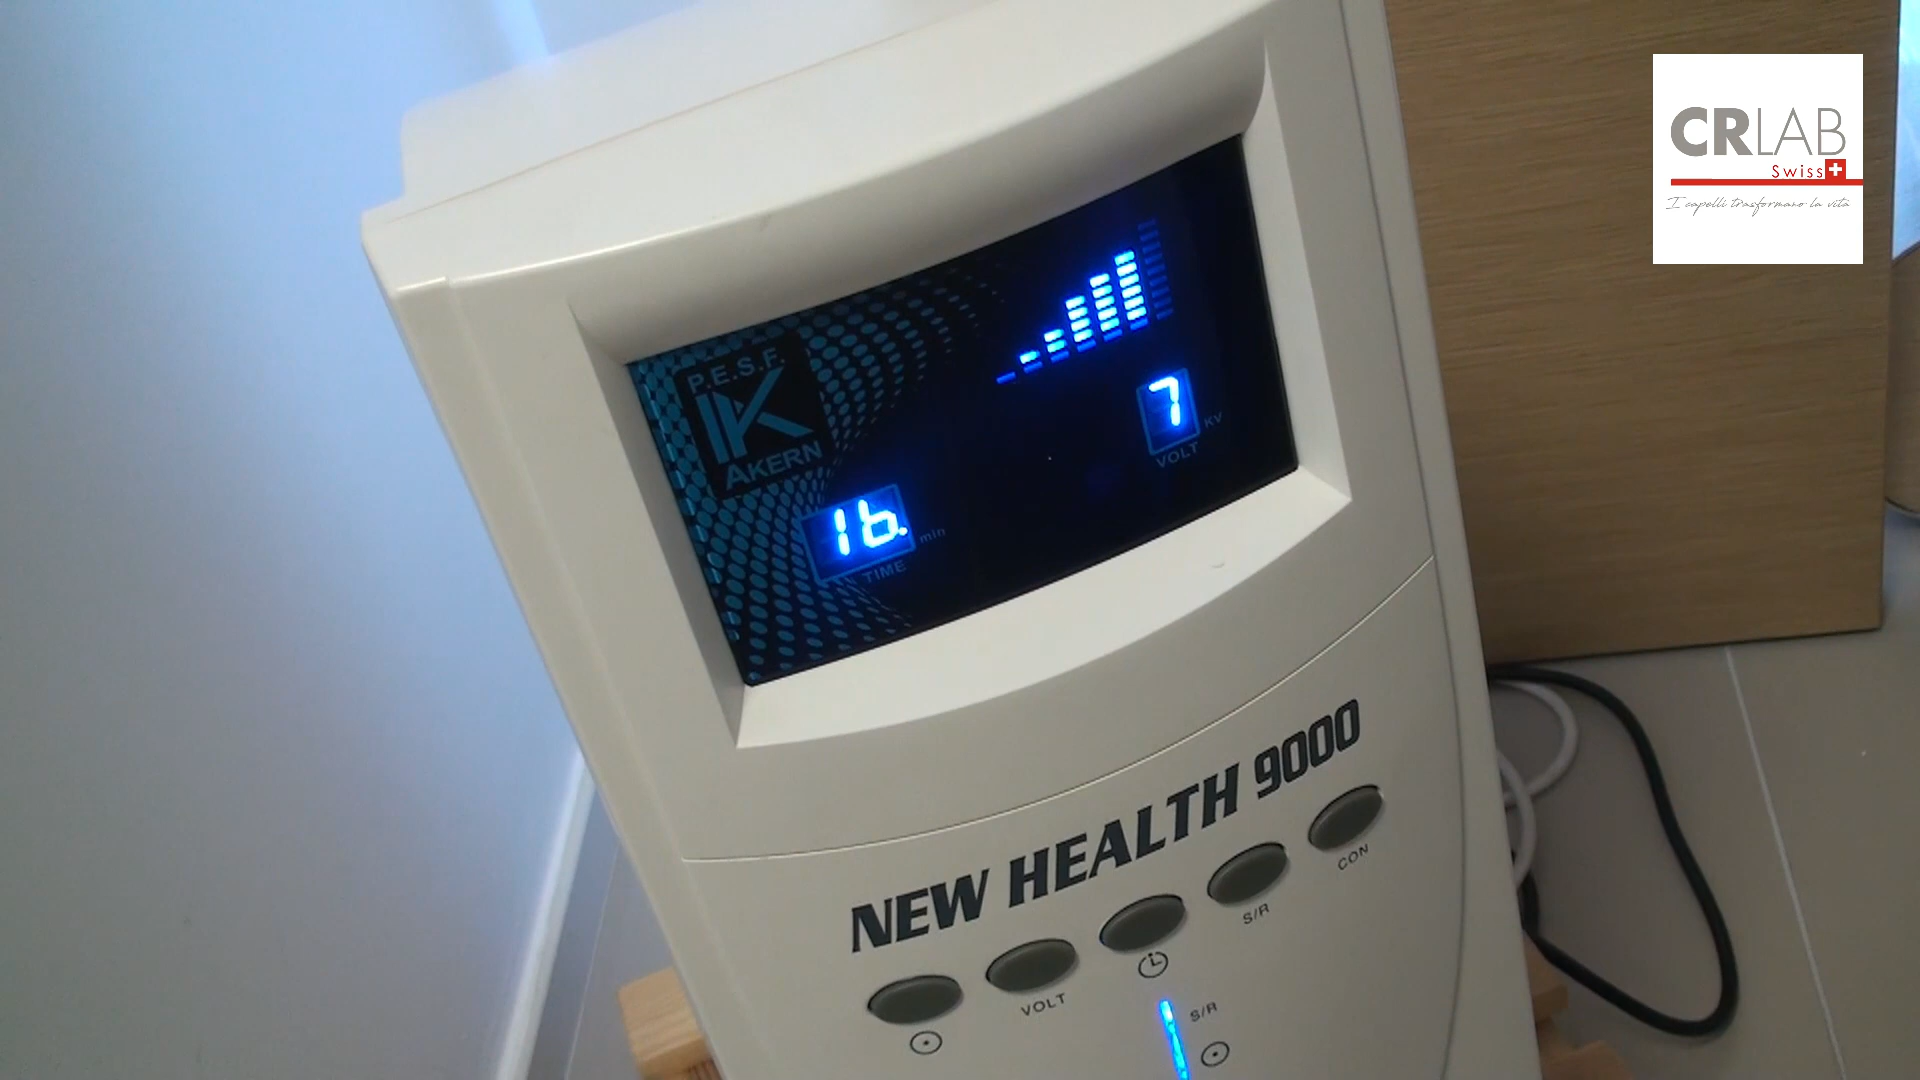 CRLAB
Swiss
I capelli trasformano la vita
P.E.S.F.
AKERN
7 KV
VOLT
16. min
TIME
NEW HEALTH 9000
VOLT
S/R
CON
S/R